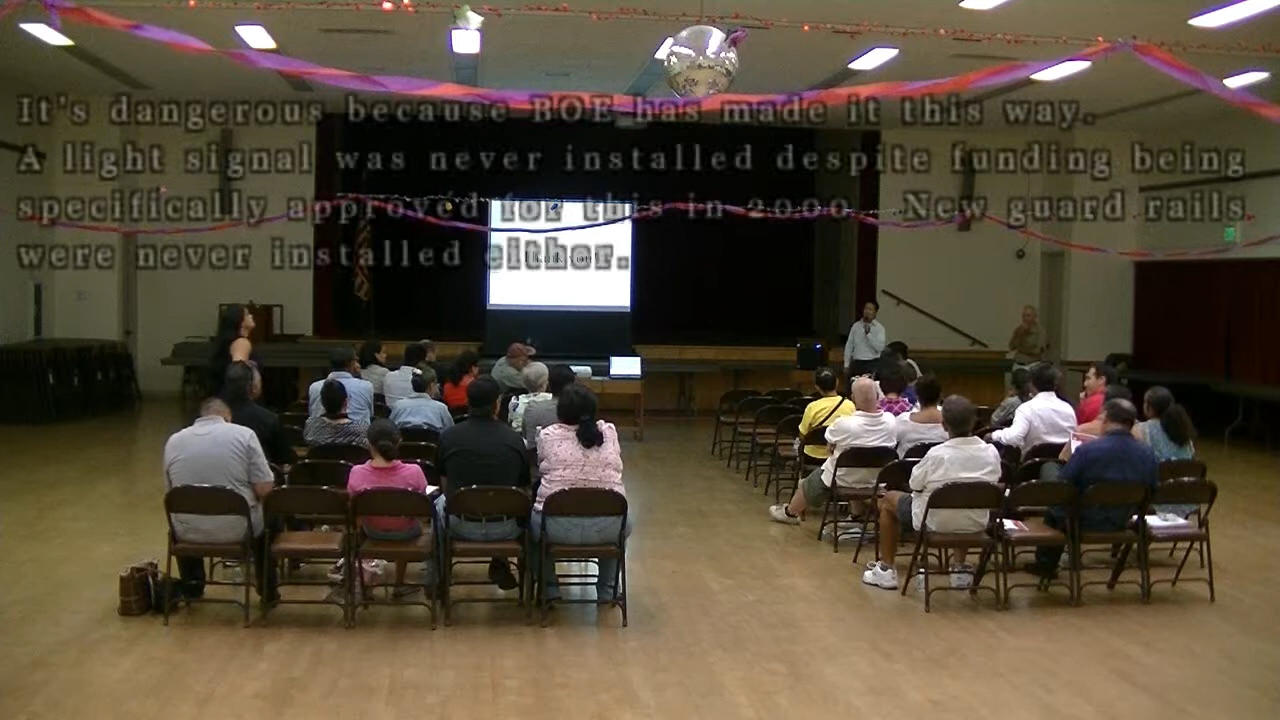 It's dangerous because BOE has made it this way.
A light signal was never installed despite funding being
specifically approved for this in 2000. New guard rails
were never installed either.